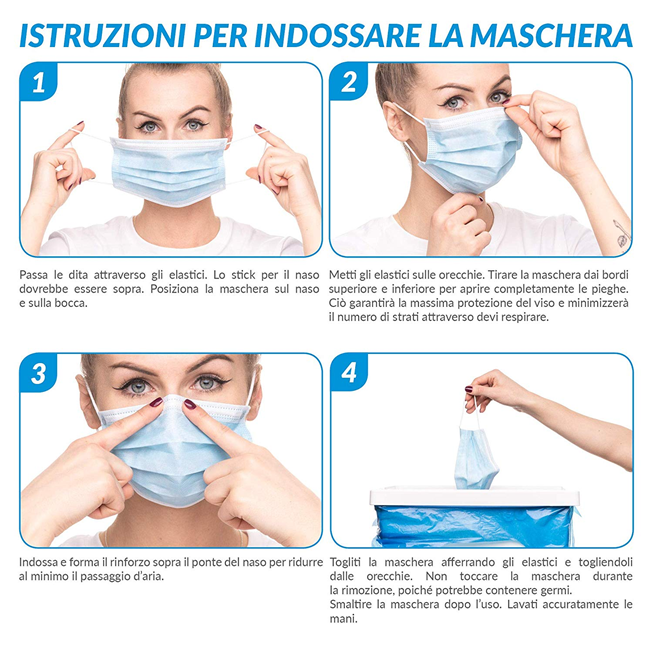 ISTRUZIONI PER INDOSSARE LA MASCHERA
1
Passa le dita attraverso gli elastici. Lo stick per il naso
dovrebbe essere sopra. Posiziona la maschera sul naso
e sulla bocca.
2
Metti gli elastici sulle orecchie. Tirare la maschera dai bordi
superiore e inferiore per aprire completamente le pieghe.
Ciò garantirà la massima protezione del viso e minimizzerà
il numero di strati attraverso devi respirare.
3
Indossa e forma il rinforzo sopra il ponte del naso per ridurre
al minimo il passaggio d'aria.
4
Togliti la maschera afferrando gli elastici e togliendoli
dalle orecchie. Non toccare la maschera durante
la rimozione, poiché potrebbe contenere germi.
Smaltire la maschera dopo l'uso. Lavati accuratamente le
mani.